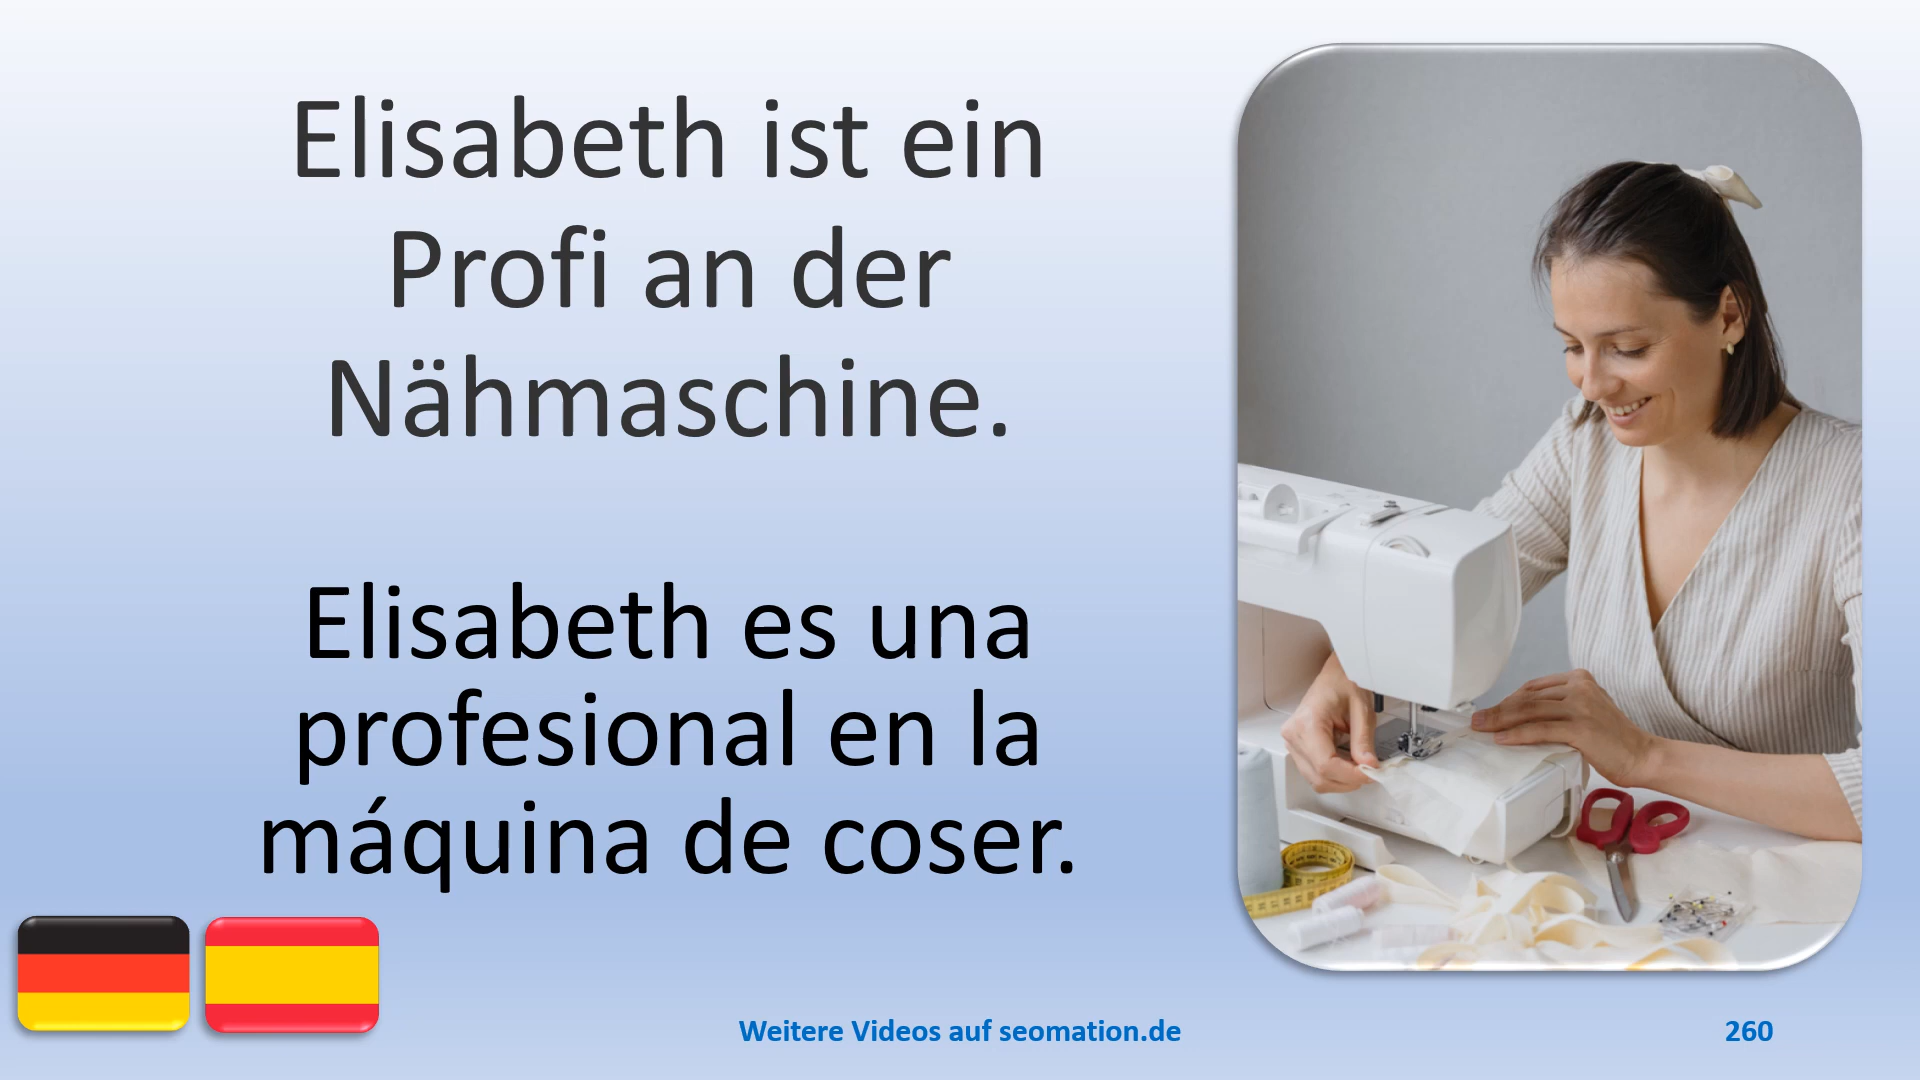 Elisabeth ist ein
Profi an der
Nähmaschine.
Elisabeth es una
profesional en la
máquina de coser.
Weitere Videos auf seomation.de
260